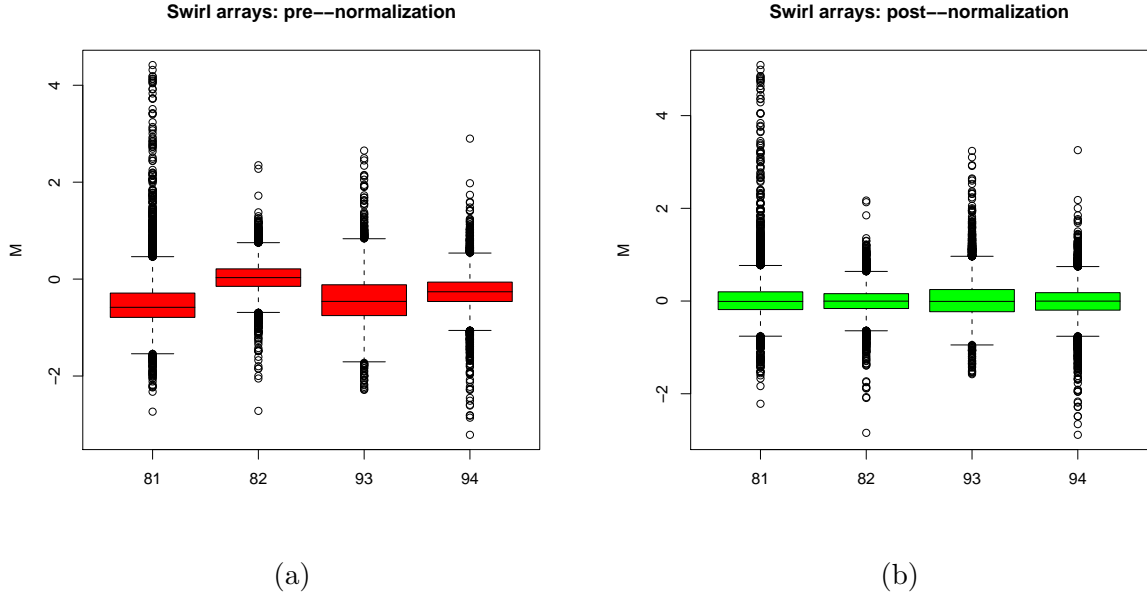 Swirl arrays: pre−−normalization
M
4
2
0
−2
81 82 93 94
(a)
Swirl arrays: post−−normalization
M
4
2
0
−2
81 82 93 94
(b)